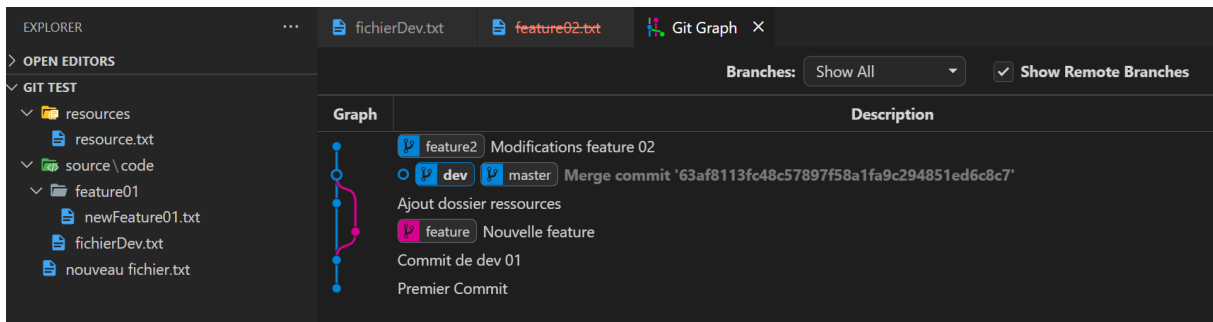 EXPLORER ···
fichierDev.txt
feature02.txt
Git Graph
OPEN EDITORS
GIT TEST
resources
resource.txt
source\code
feature01
newFeature01.txt
fichierDev.txt
nouveau fichier.txt
Branches: Show All
Show Remote Branches
Graph Description
feature2 Modifications feature 02
dev master Merge commit '63af8113fc48c57897f58a1fa9c294851ed6c8c7'
Ajout dossier ressources
feature Nouvelle feature
Commit de dev 01
Premier Commit